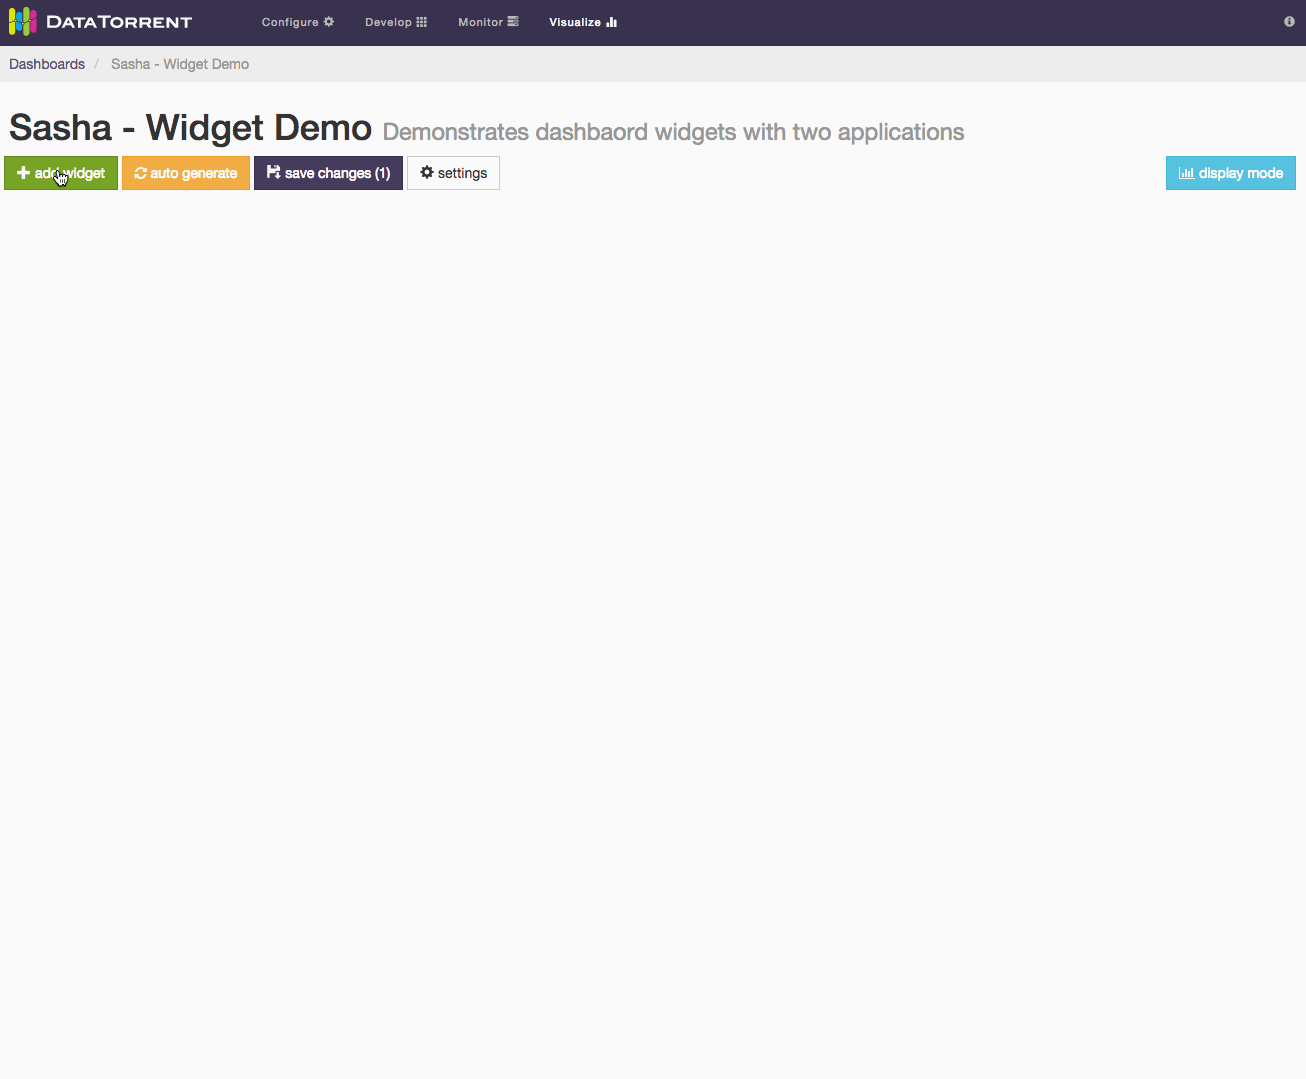 DATATORRENT Configure Develop Monitor Visualize
Dashboards / Sasha - Widget Demo
Sasha - Widget Demo Demonstrates dashbaord widgets with two applications
add widget auto generate save changes (1) settings display mode